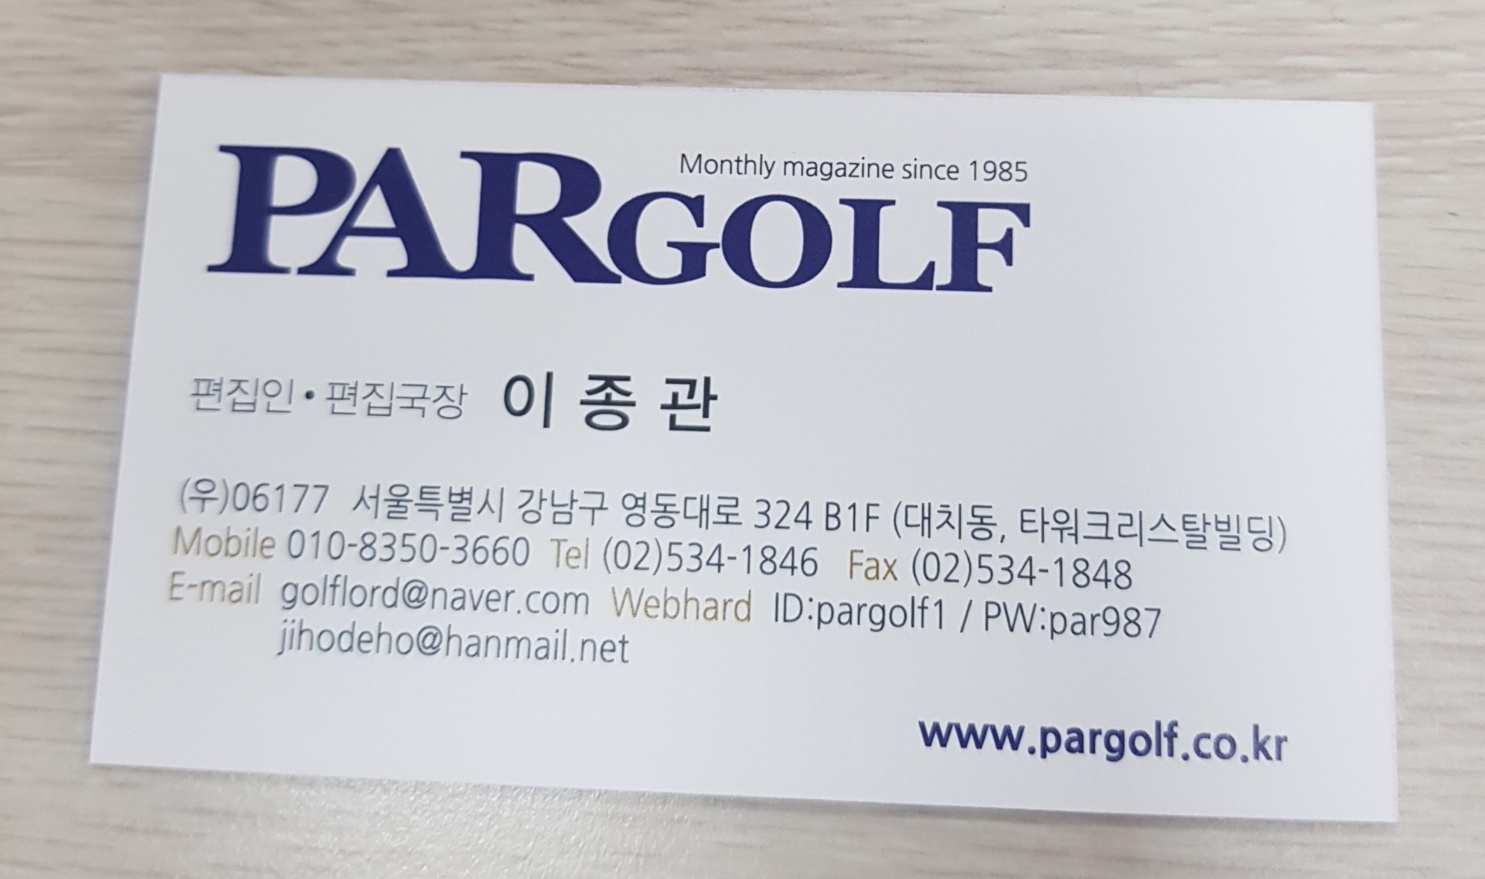 Monthly magazine since 1985
PARGOLF
편집인·편집국장 이종관
(우)06177 서울특별시 강남구 영동대로 324 B1F (대치동, 타워크리스탈빌딩)
Mobile 010-8350-3660 Tel (02)534-1846 Fax (02)534-1848
E-mail golflord@naver.com Webhard ID:pargolf1 / PW:par987
jihodeho@hanmail.net
www.pargolf.co.kr